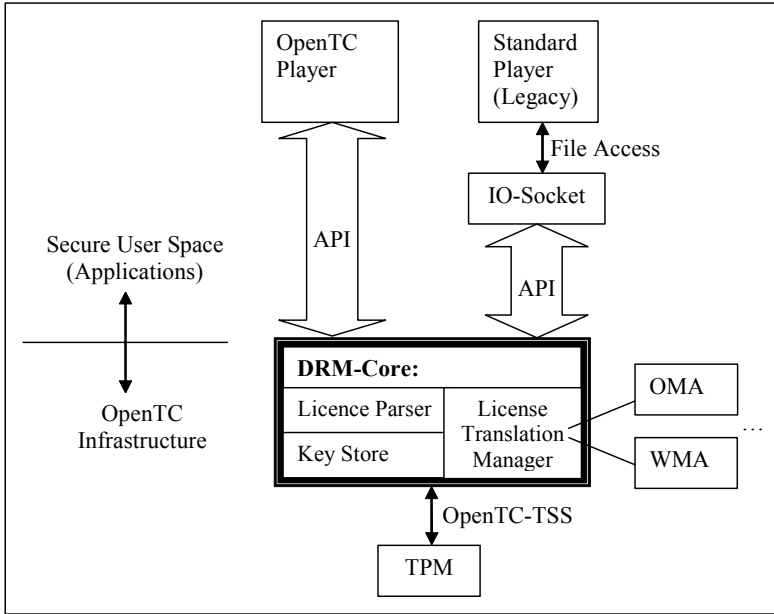 OpenTC
Player
Standard
Player
(Legacy)
File Access
IO-Socket
API
API
Secure User Space
(Applications)
OpenTC
Infrastructure
DRM-Core:
Licence Parser
Key Store
License
Translation
Manager
OMA
...
WMA
OpenTC-TSS
TPM